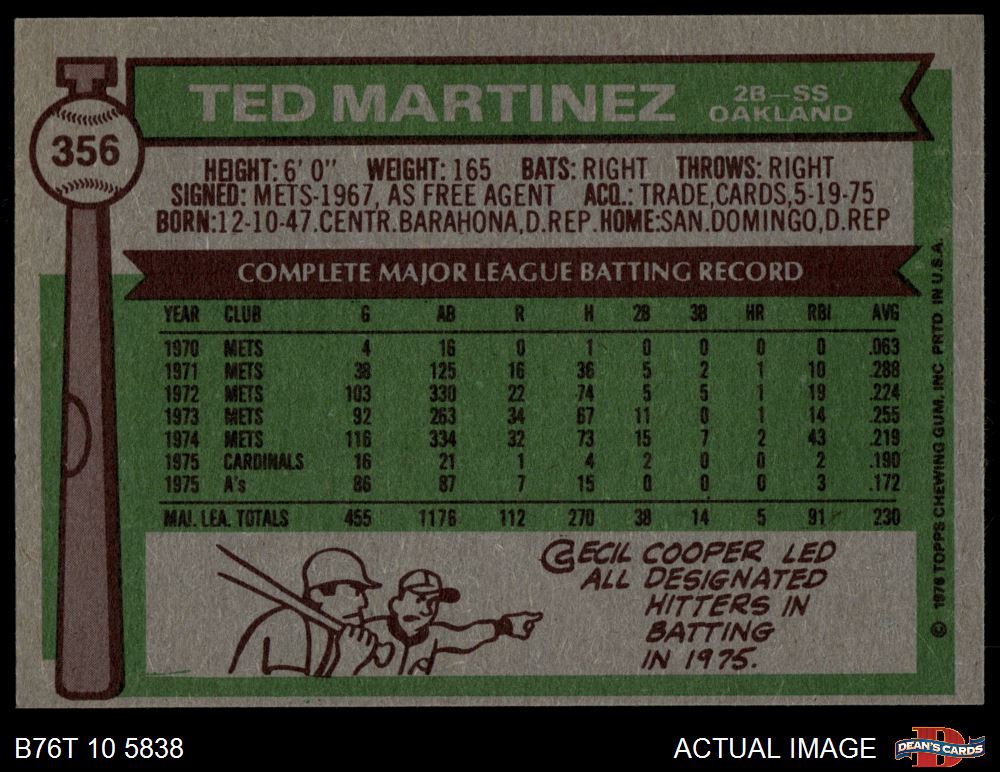 TED MARTINEZ
2B-SS
OAKLAND
356
HEIGHT: 6' 0" WEIGHT: 165 BATS: RIGHT THROWS: RIGHT
SIGNED: METS-1967, AS FREE AGENT ACQ.: TRADE,CARDS,5-19-75
BORN:12-10-47.CENTR.BARAHONA,D.REP.HOME:SAN.DOMINGO,D.REP
COMPLETE MAJOR LEAGUE BATTING RECORD
YEAR CLUB G AB R H 2B 3B HR RBI AVG
1970 METS 4 16 0 1 0 0 0 0 .063
1971 METS 38 125 16 36 5 2 1 10 .288
1972 METS 103 330 22 74 5 5 1 19 .224
1973 METS 92 263 34 67 11 0 1 14 .255
1974 METS 116 334 32 73 15 7 2 43 .219
1975 CARDINALS 16 21 1 4 2 0 0 2 .190
1975 A's 86 87 7 15 0 0 0 3 .172
MAJ. LEA. TOTALS 455 1176 112 270 38 14 5 91 230
CECIL COOPER LED
ALL DESIGNATED
HITTERS IN
BATTING
IN 1975.
© 1976 TOPPS CHEWING GUM, INC PRTD. IN U.S.A.
B76T 10 5838
ACTUAL IMAGE
D
DEAN'S CARDS